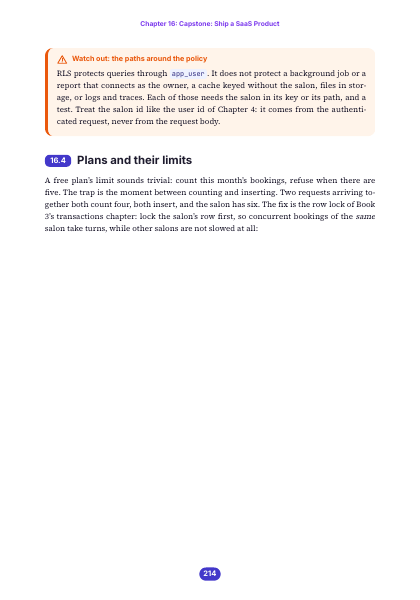 Chapter 16: Capstone: Ship a SaaS Product
Watch out: the paths around the policy
RLS protects queries through app_user. It does not protect a background job or a
report that connects as the owner, a cache keyed without the salon, files in stor-
age, or logs and traces. Each of those needs the salon in its key or its path, and a
test. Treat the salon id like the user id of Chapter 4: it comes from the authenti-
cated request, never from the request body.
16.4 Plans and their limits
A free plan's limit sounds trivial: count this month's bookings, refuse when there are
five. The trap is the moment between counting and inserting. Two requests arriving to-
gether both count four, both insert, and the salon has six. The fix is the row lock of Book
3's transactions chapter: lock the salon's row first, so concurrent bookings of the same
salon take turns, while other salons are not slowed at all:
214